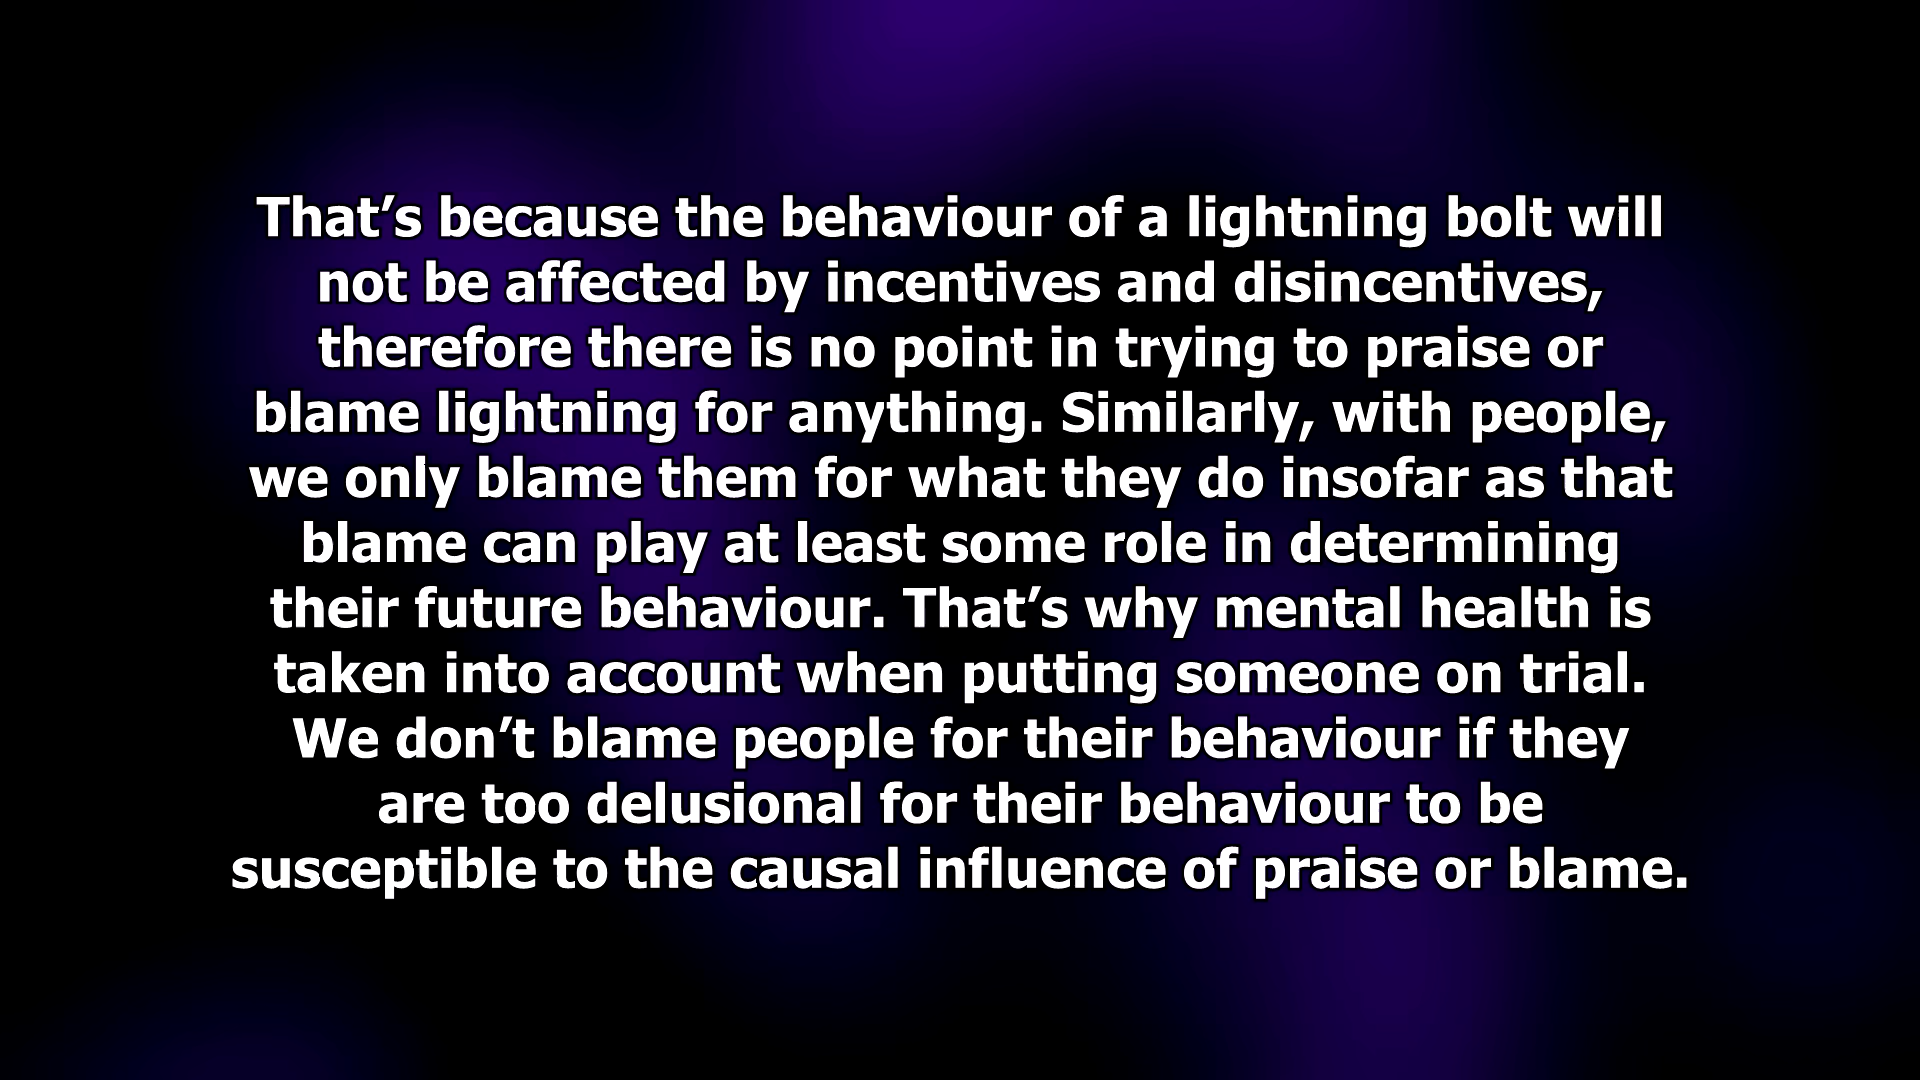 That’s because the behaviour of a lightning bolt will
not be affected by incentives and disincentives,
therefore there is no point in trying to praise or
blame lightning for anything. Similarly, with people,
we only blame them for what they do insofar as that
blame can play at least some role in determining
their future behaviour. That’s why mental health is
taken into account when putting someone on trial.
We don’t blame people for their behaviour if they
are too delusional for their behaviour to be
susceptible to the causal influence of praise or blame.